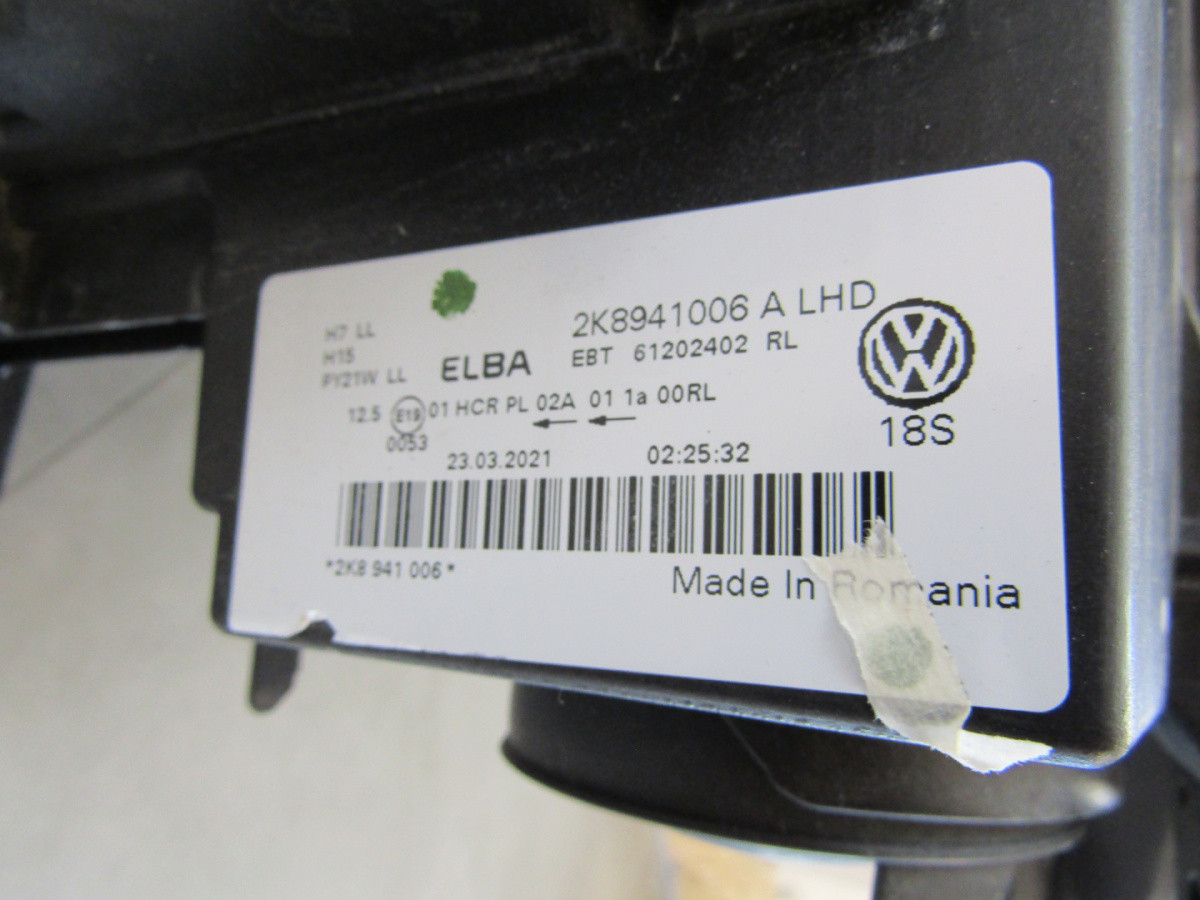 2K8941006 A LHD
H7 LL
H15
PY21W LL
ELBA
EBT 61202402 RL
12.5 E19 01 HCR PL 02A 01 1a 00RL
0053
18S
23.03.2021 02:25:32
*2K8 941 006*
Made In Romania